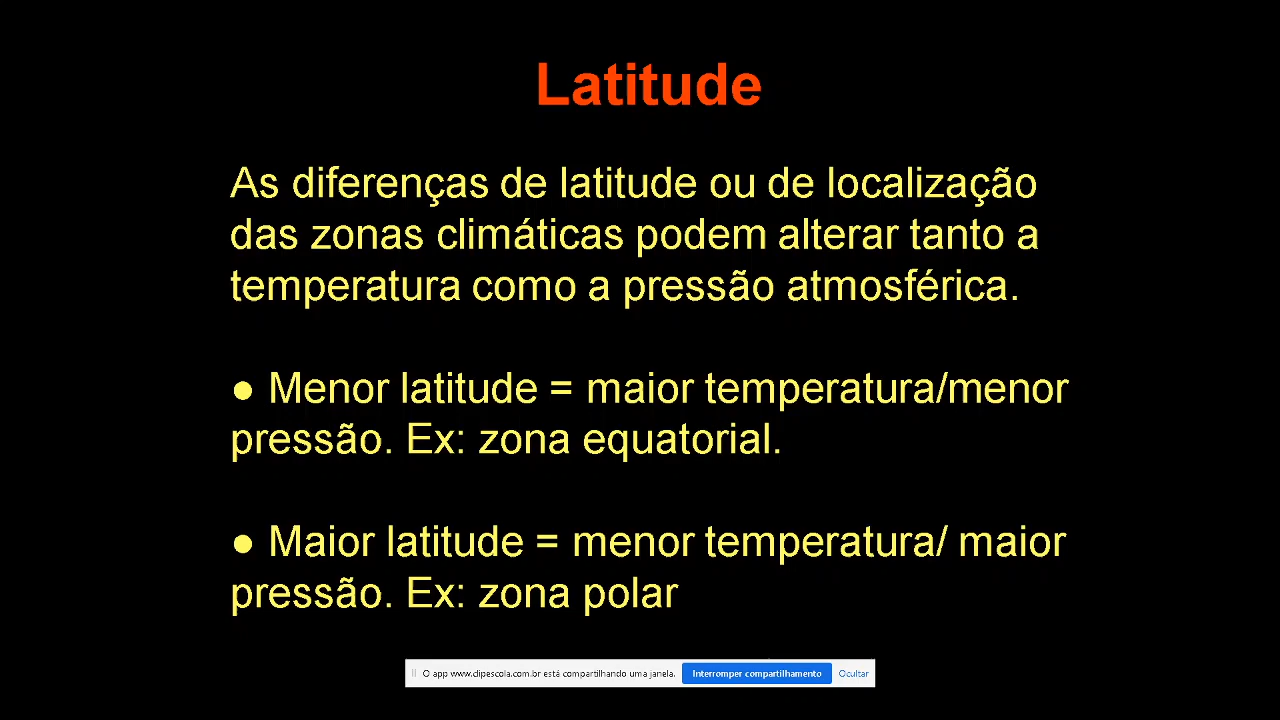 Latitude
As diferenças de latitude ou de localização
das zonas climáticas podem alterar tanto a
temperatura como a pressão atmosférica.
● Menor latitude = maior temperatura/menor
pressão. Ex: zona equatorial.
● Maior latitude = menor temperatura/ maior
pressão. Ex: zona polar
O app www.clipescola.com.br está compartilhando uma janela. Interromper compartilhamento Ocultar